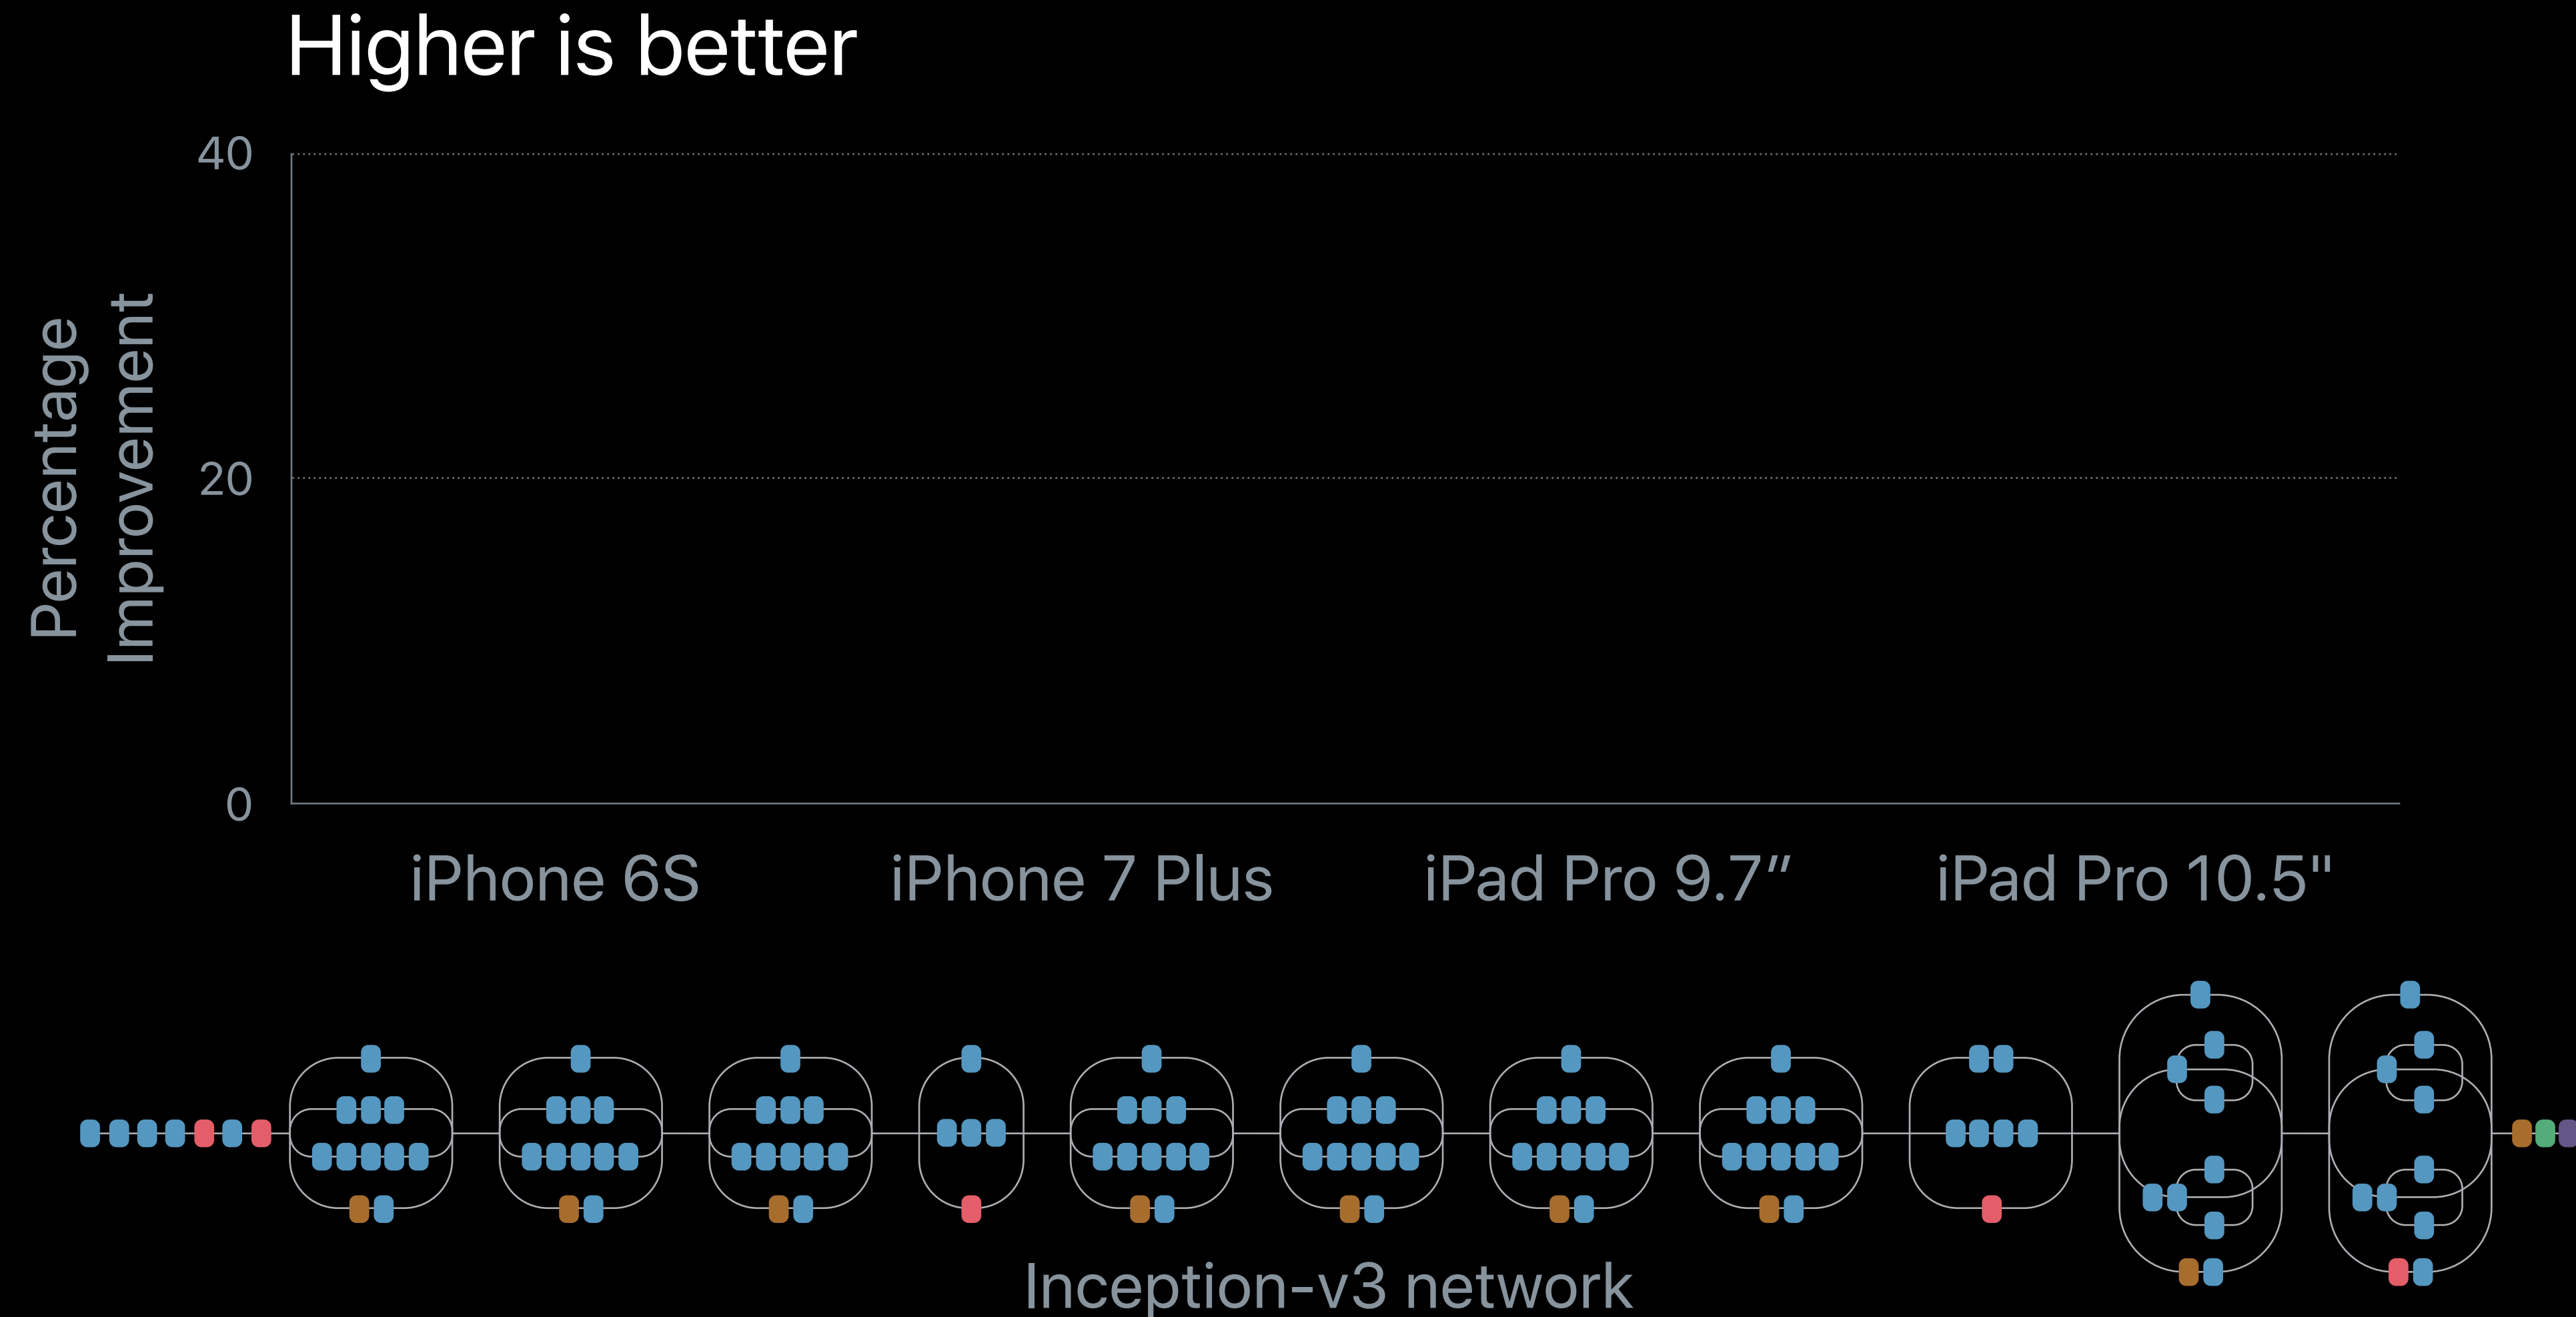 Higher is better
40
Percentage
Improvement
20
0
iPhone 6S
iPhone 7 Plus
iPad Pro 9.7″
iPad Pro 10.5"
Inception-v3 network